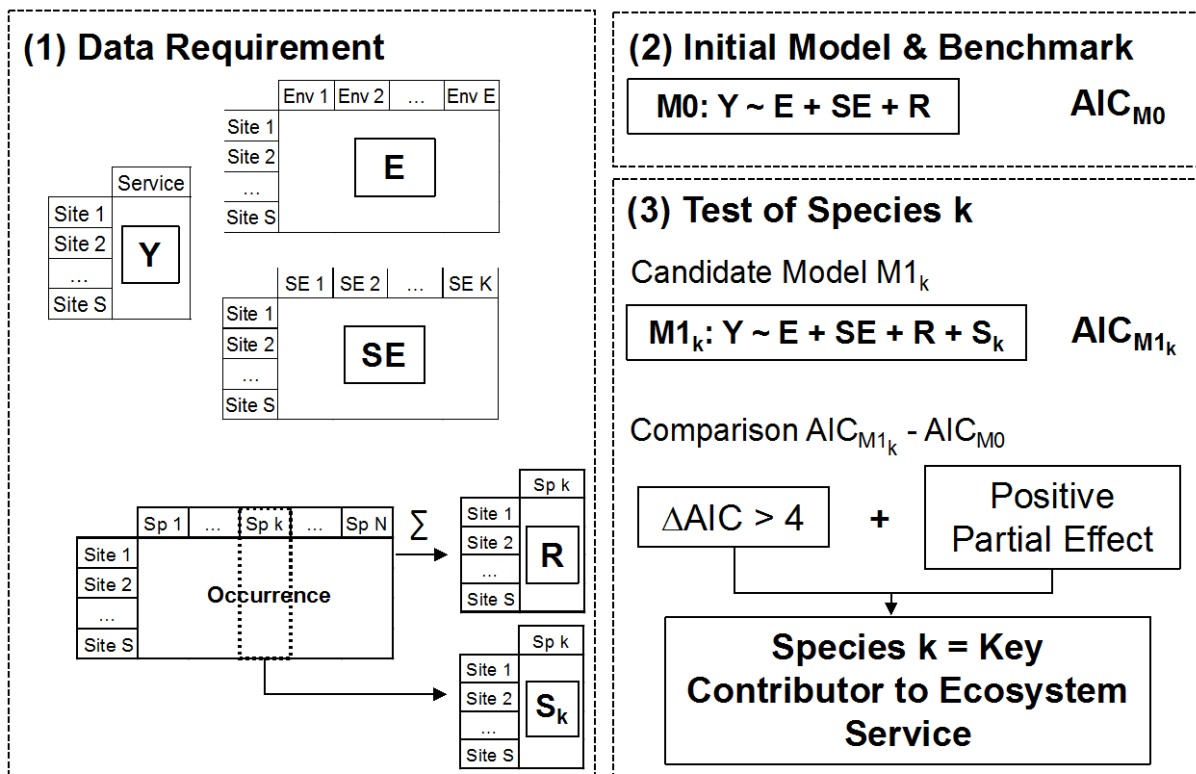 (1) Data Requirement
Env 1 Env 2 … Env E
Site 1
Site 2
…
Site S
E
Service
Site 1
Site 2
…
Site S
Y
SE 1 SE 2 … SE K
Site 1
Site 2
…
Site S
SE
Sp 1 … Sp k … Sp N
Site 1
Site 2
…
Site S
Occurrence
∑
Sp k
Site 1
Site 2
…
Site S
R
Sp k
Site 1
Site 2
…
Site S
Sₖ
(2) Initial Model & Benchmark
M0: Y ~ E + SE + R AIC_M0
(3) Test of Species k
Candidate Model M1ₖ
M1ₖ: Y ~ E + SE + R + Sₖ AIC_M1ₖ
Comparison AIC_M1ₖ - AIC_M0
ΔAIC > 4 + Positive
Partial Effect
Species k = Key
Contributor to Ecosystem
Service